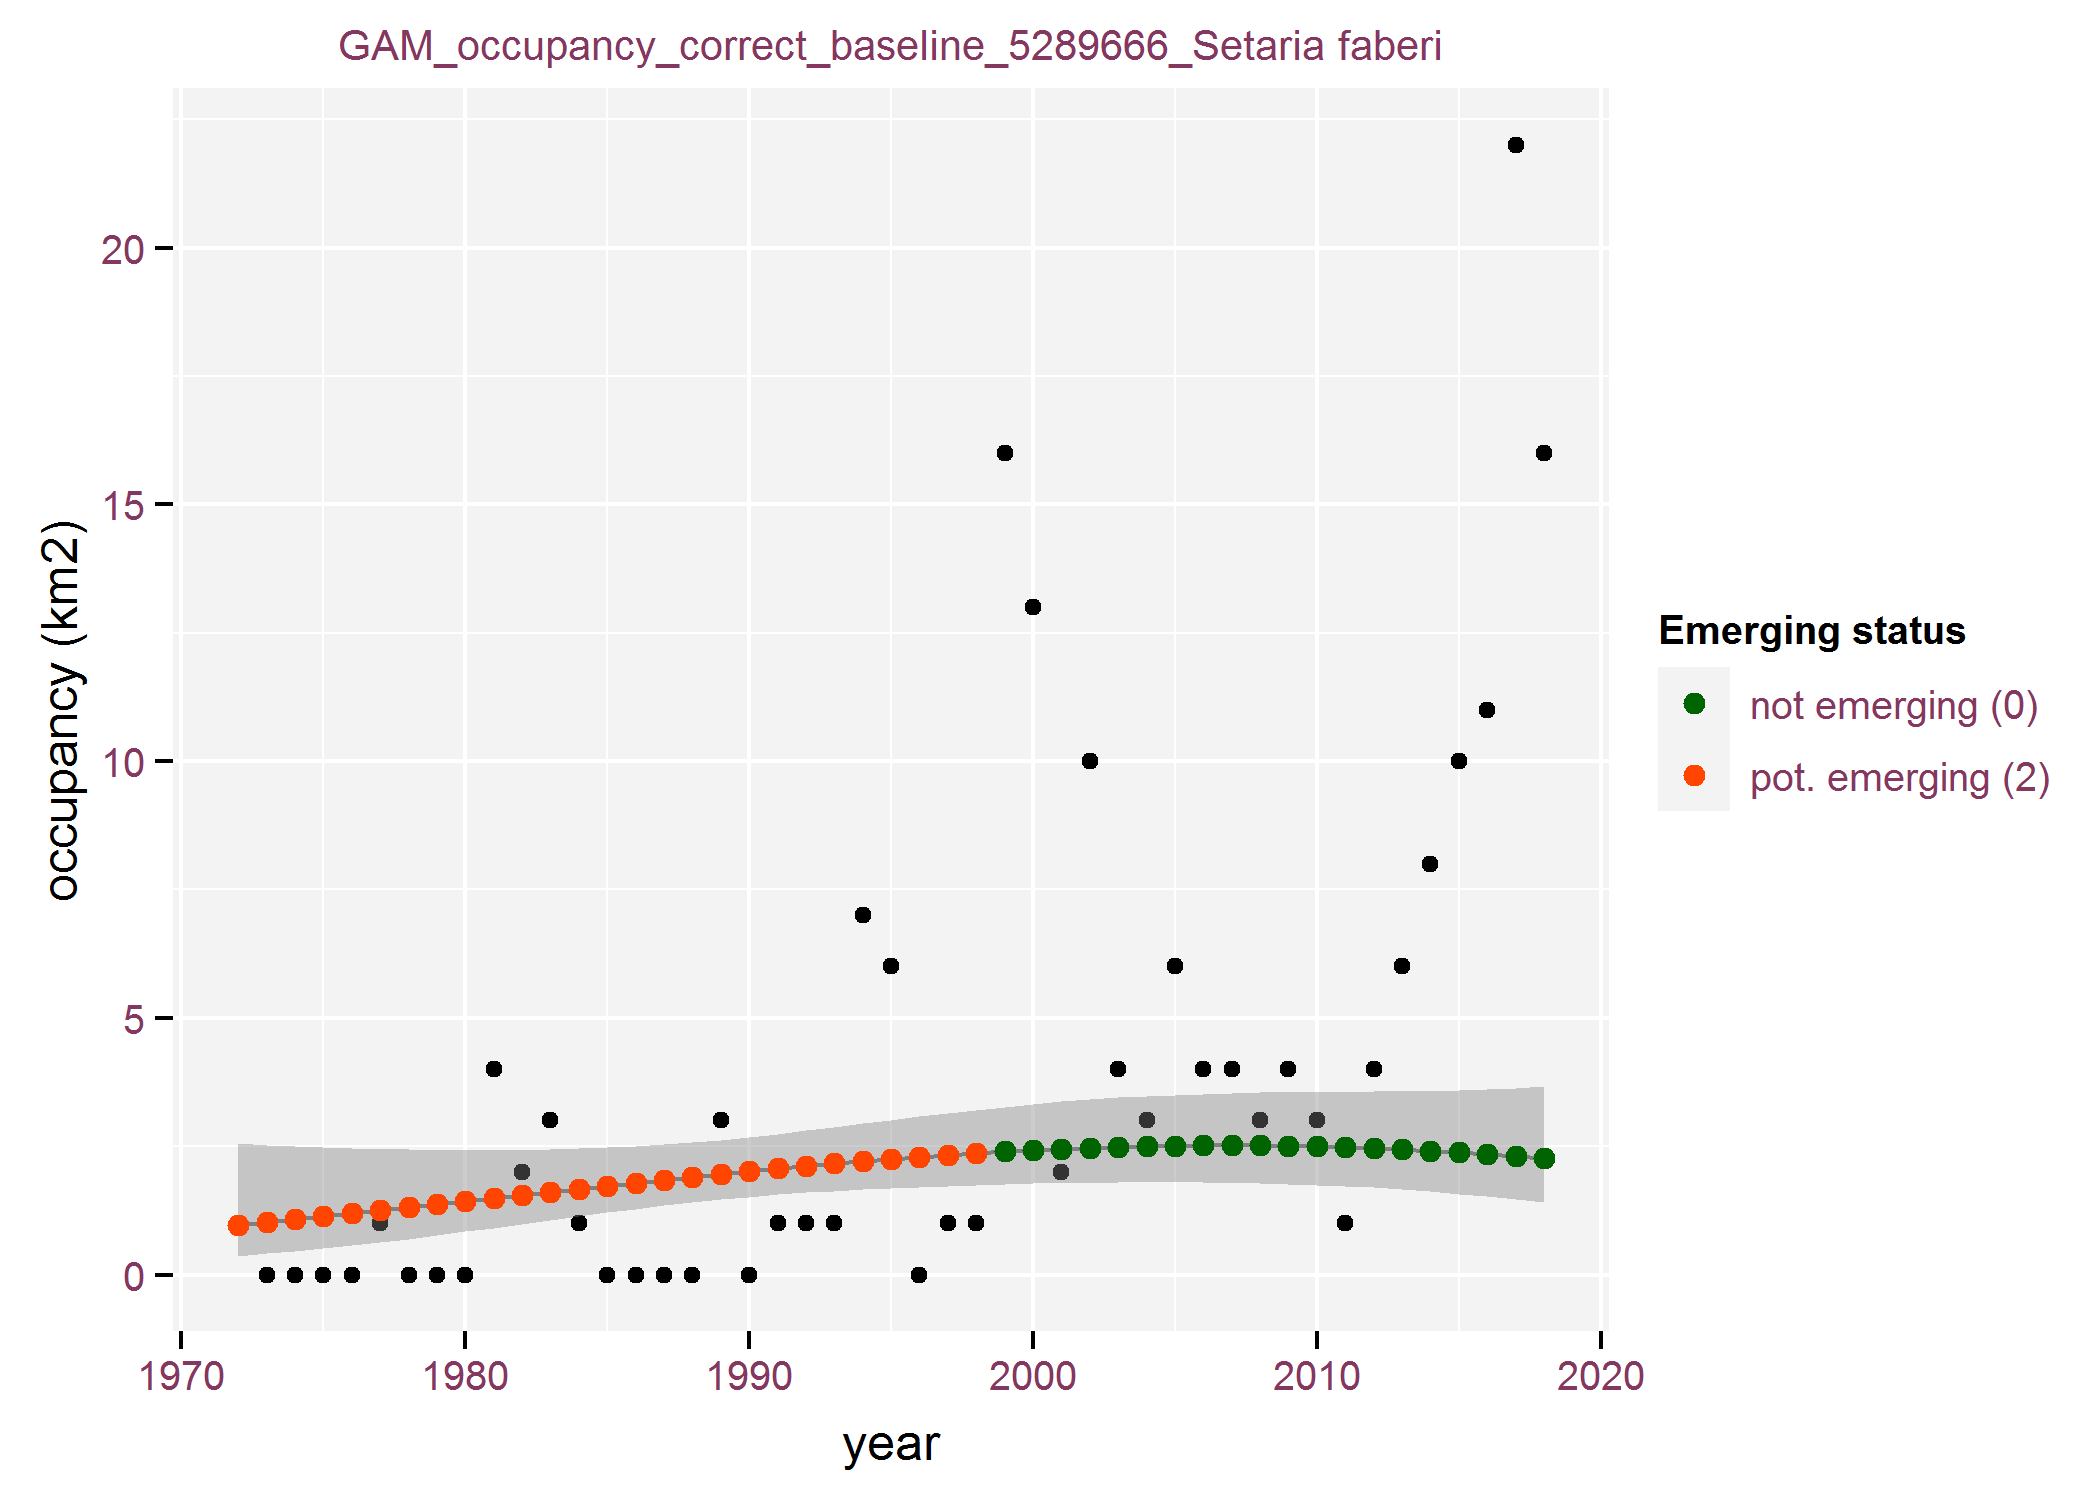 GAM_occupancy_correct_baseline_5289666_Setaria faberi
occupancy (km2)
20
15
10
5
0
1970 1980 1990 2000 2010 2020
year
Emerging status
not emerging (0)
pot. emerging (2)